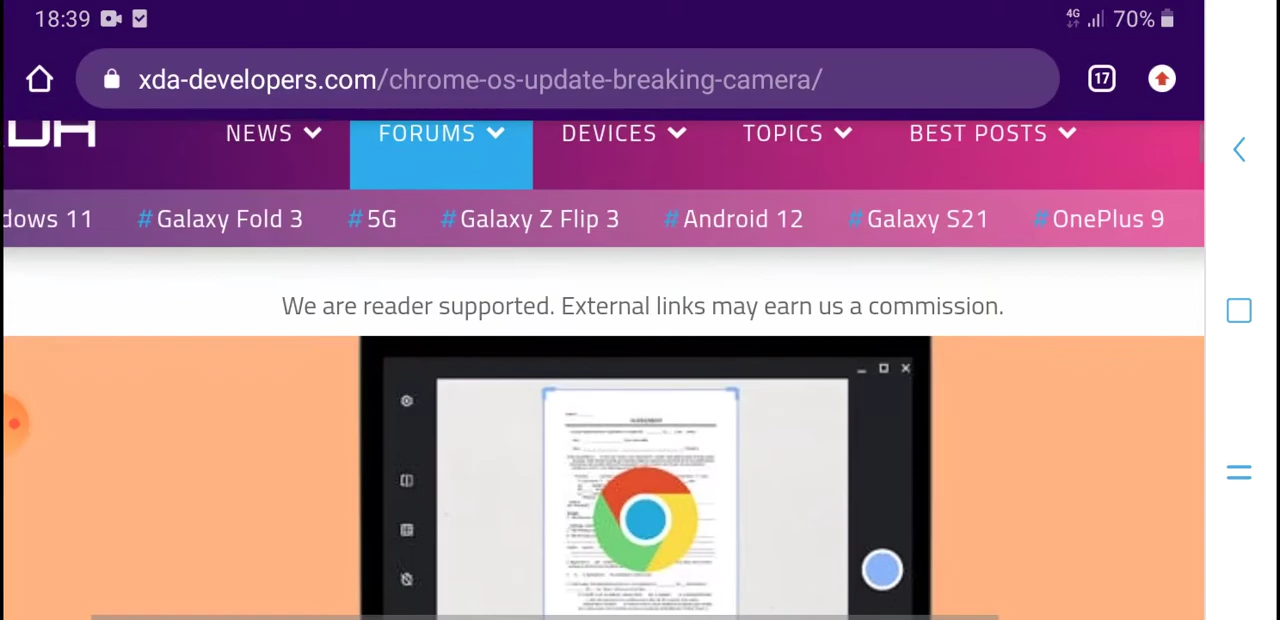 18:39
4G 70%
xda-developers.com/chrome-os-update-breaking-camera/
17
NEWS FORUMS DEVICES TOPICS BEST POSTS
dows 11 #Galaxy Fold 3 #5G #Galaxy Z Flip 3 #Android 12 #Galaxy S21 #OnePlus 9
We are reader supported. External links may earn us a commission.